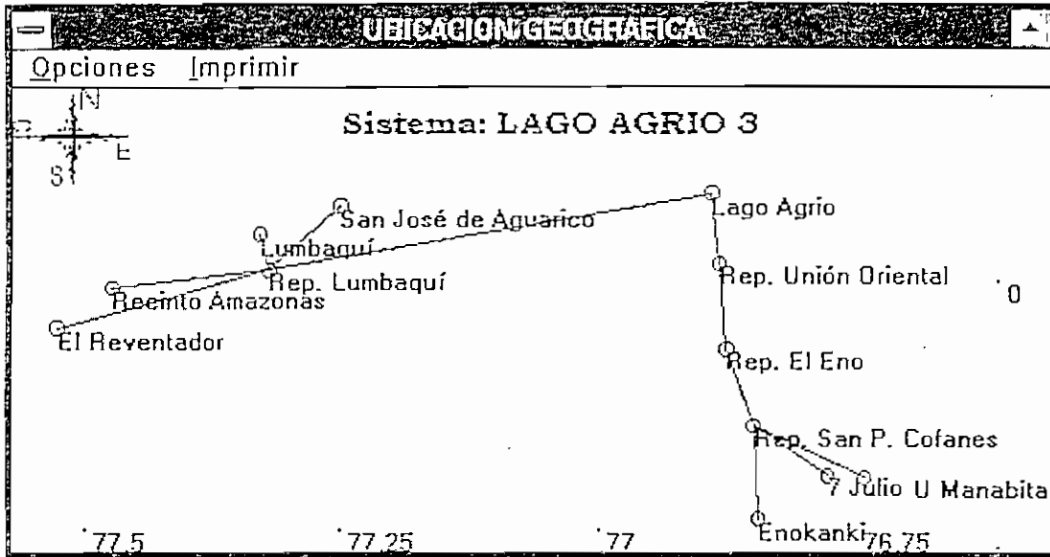 UBICACION GEOGRAFICA
Opciones Imprimir
N
E
S
Sistema: LAGO AGRIO 3
San José de Aguarico
Lago Agrio
Lumbaquí
Rep. Lumbaquí
Rep. Unión Oriental
Recinto Amazonas
0
El Reventador
Rep. El Eno
Rep. San P. Cofanes
7 Julio U Manabita
Enokanki
77.5 77.25 77 76.75